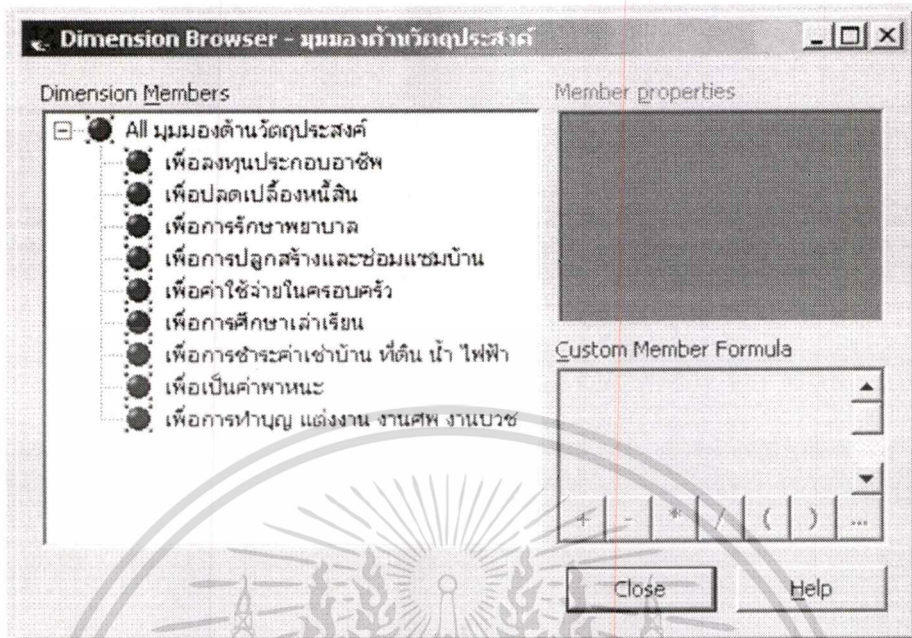 Dimension Browser - มุมมองด้านวัตถุประสงค์
Dimension Members
All มุมมองด้านวัตถุประสงค์
เพื่อลงทุนประกอบอาชีพ
เพื่อปลดเปลื้องหนี้สิน
เพื่อการรักษาพยาบาล
เพื่อการปลูกสร้างและซ่อมแซมบ้าน
เพื่อค่าใช้จ่ายในครอบครัว
เพื่อการศึกษาเล่าเรียน
เพื่อการชำระค่าเช่าบ้าน ที่ดิน น้ำ ไฟฟ้า
เพื่อเป็นค่าพาหนะ
เพื่อการทำบุญ แต่งงาน งานศพ งานบวช
Member properties
Custom Member Formula
+ - * / ( ) ...
Close Help